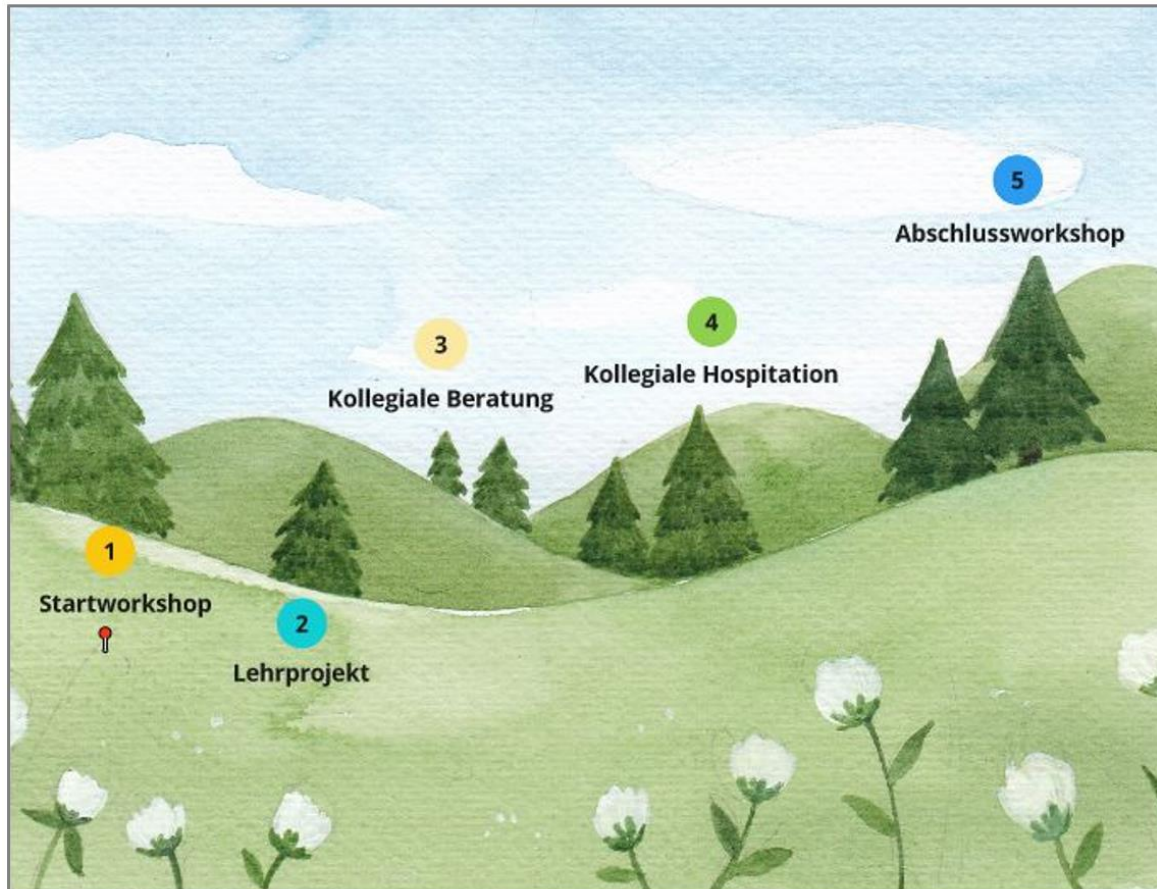 1
Startworkshop
2
Lehrprojekt
3
Kollegiale Beratung
4
Kollegiale Hospitation
5
Abschlussworkshop